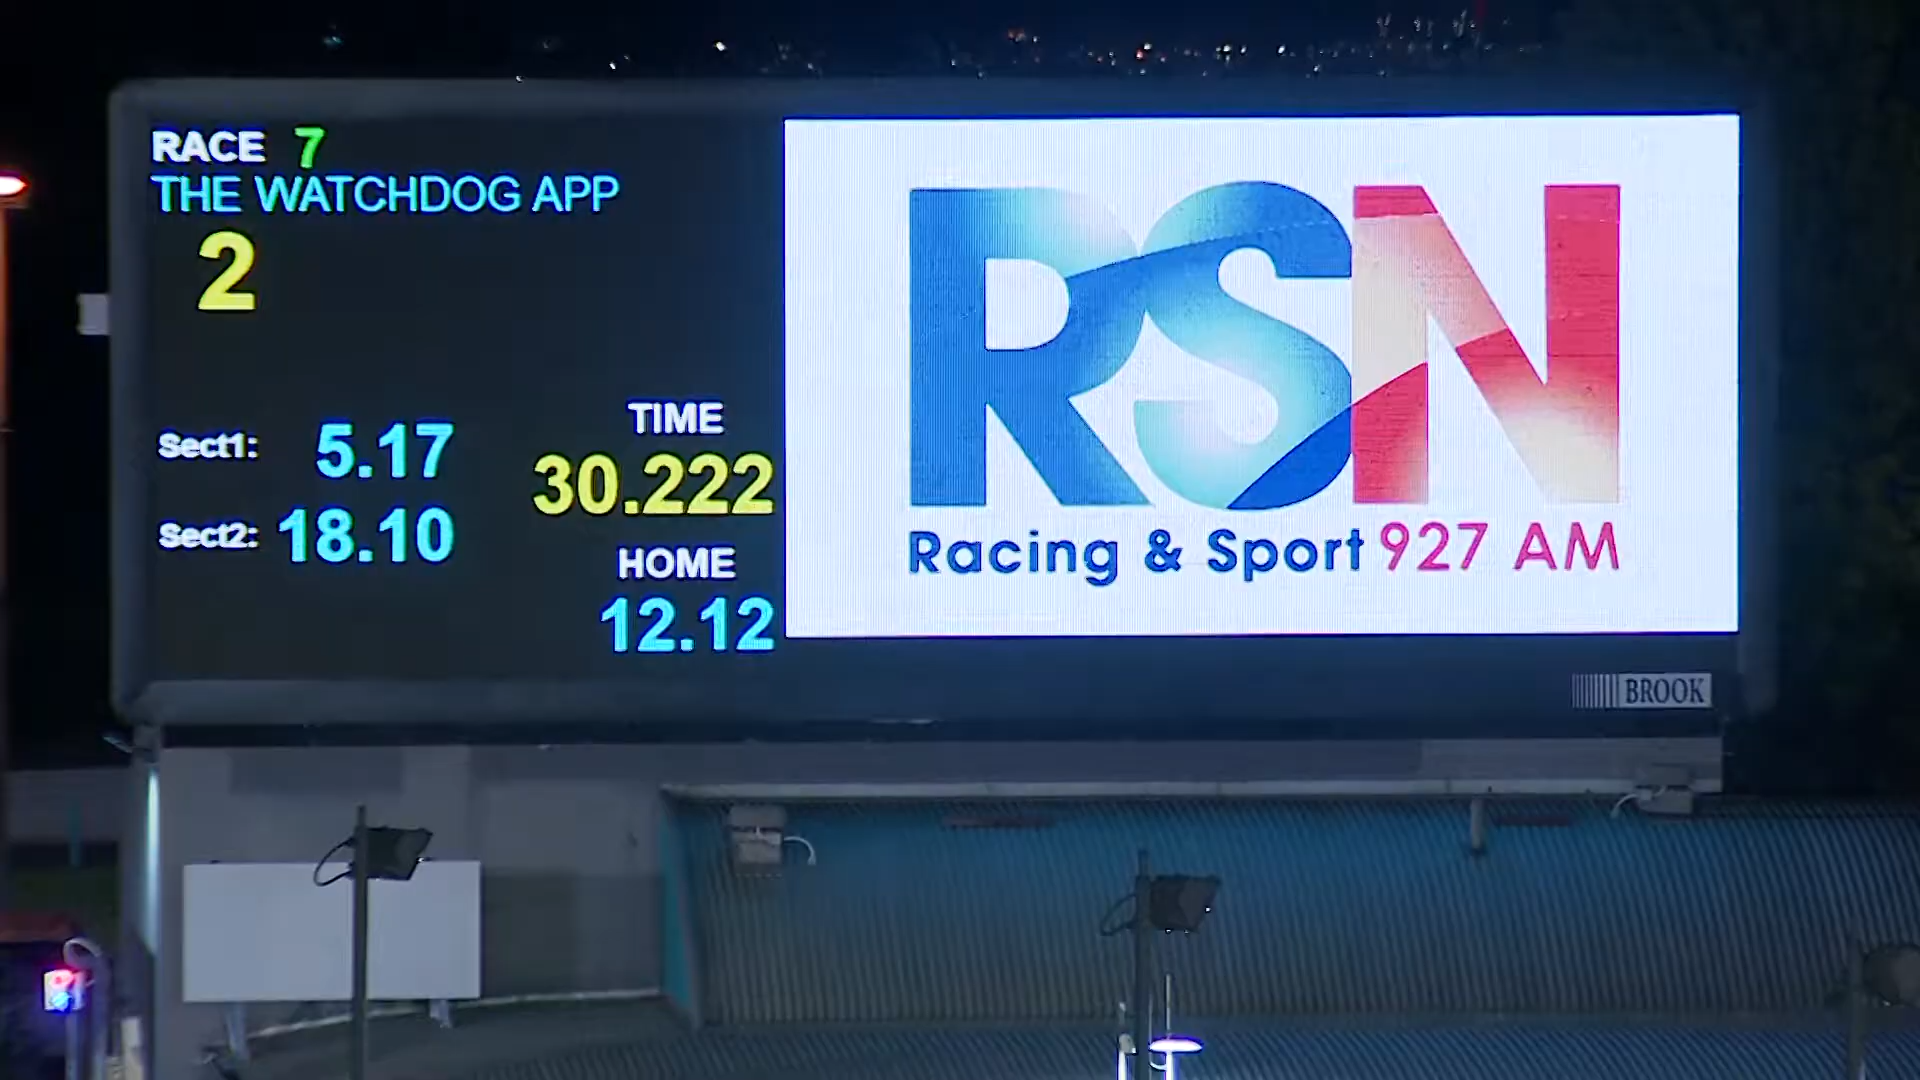 RACE 7
THE WATCHDOG APP
2
Sect1: 5.17
Sect2: 18.10
TIME
30.222
HOME
12.12
RSN
Racing & Sport 927 AM
BROOK